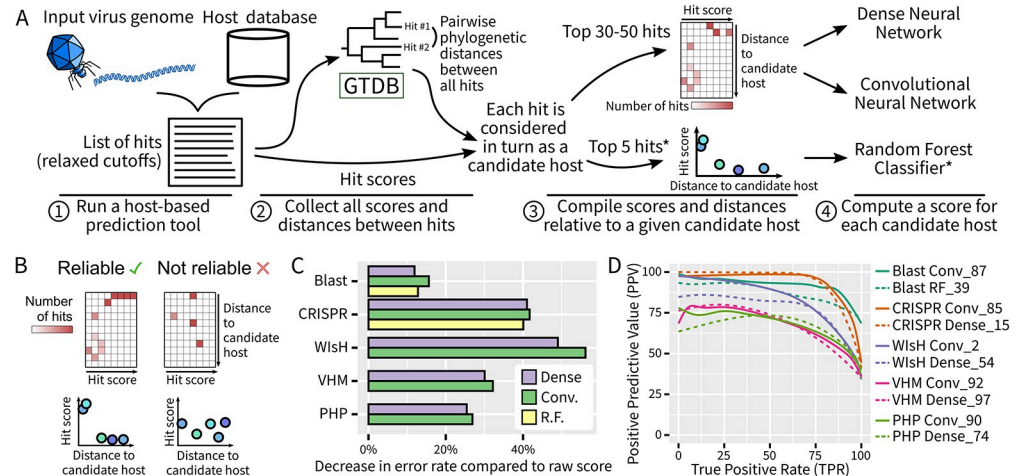 A
Input virus genome
Host database
Hit #1
Hit #2
GTDB
Pairwise
phylogenetic
distances
between
all hits
List of hits
(relaxed cutoffs)
Hit scores
Each hit is
considered
in turn as a
candidate host
Top 30-50 hits
Top 5 hits*
Hit score
Distance
to
candidate
host
Number of hits
Hit score
Distance to candidate host
Dense Neural
Network
Convolutional
Neural Network
Random Forest
Classifier*
1 Run a host-based
prediction tool
2 Collect all scores and
distances between hits
3 Compile scores and distances
relative to a given candidate host
4 Compute a score for
each candidate host
B
Reliable ✓
Not reliable ✕
Number
of hits
Distance
to
candidate
host
Hit score
Hit score
Hit score
Hit score
Distance to
candidate host
Distance to
candidate host
C
Blast
CRISPR
WIsH
VHM
PHP
Dense
Conv.
R.F.
0%
20%
40%
Decrease in error rate compared to raw score
D
Positive Predictive Value (PPV)
100
75
50
25
0
0
25
50
75
100
True Positive Rate (TPR)
Blast Conv_87
Blast RF_39
CRISPR Conv_85
CRISPR Dense_15
WIsH Conv_2
WIsH Dense_54
VHM Conv_92
VHM Dense_97
PHP Conv_90
PHP Dense_74